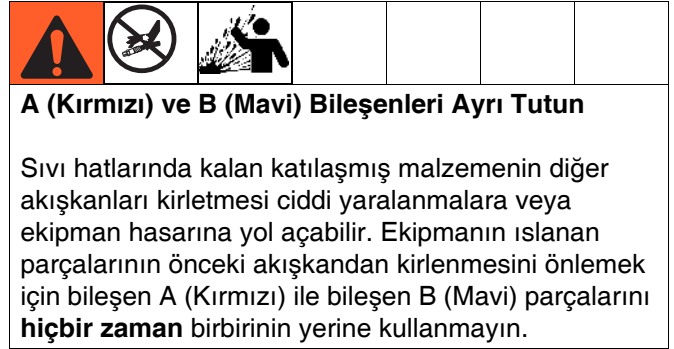 A (Kırmızı) ve B (Mavi) Bileşenleri Ayrı Tutun
Sıvı hatlarında kalan katılaşmış malzemenin diğer
akışkanları kirletmesi ciddi yaralanmalara veya
ekipman hasarına yol açabilir. Ekipmanın ıslanan
parçalarının önceki akışkandan kirlenmesini önlemek
için bileşen A (Kırmızı) ile bileşen B (Mavi) parçalarını
hiçbir zaman birbirinin yerine kullanmayın.